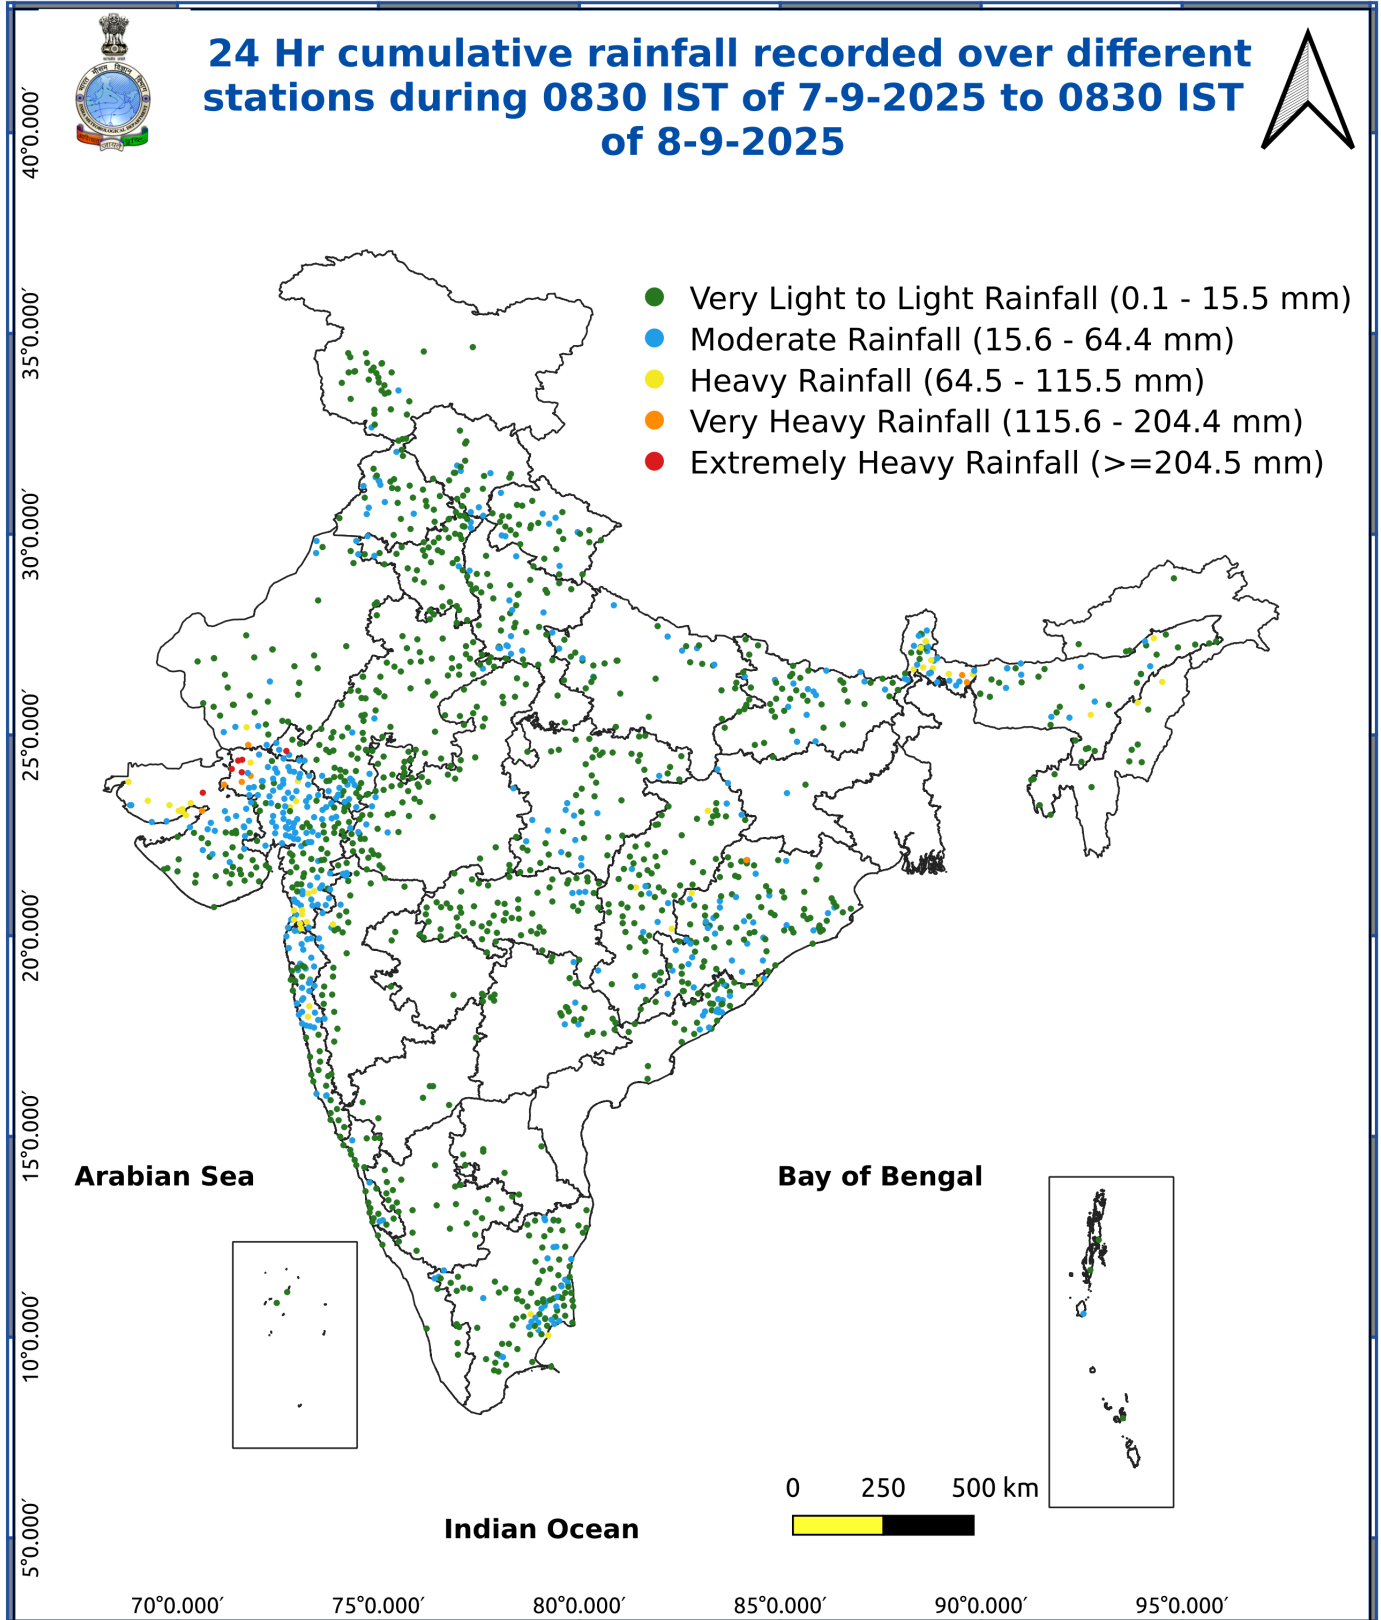 24 Hr cumulative rainfall recorded over different
stations during 0830 IST of 7-9-2025 to 0830 IST
of 8-9-2025
Very Light to Light Rainfall (0.1 - 15.5 mm)
Moderate Rainfall (15.6 - 64.4 mm)
Heavy Rainfall (64.5 - 115.5 mm)
Very Heavy Rainfall (115.6 - 204.4 mm)
Extremely Heavy Rainfall (>=204.5 mm)
40°0.000′
35°0.000′
30°0.000′
25°0.000′
20°0.000′
15°0.000′
10°0.000′
5°0.000′
Arabian Sea
Bay of Bengal
Indian Ocean
0 250 500 km
70°0.000′ 75°0.000′ 80°0.000′ 85°0.000′ 90°0.000′ 95°0.000′